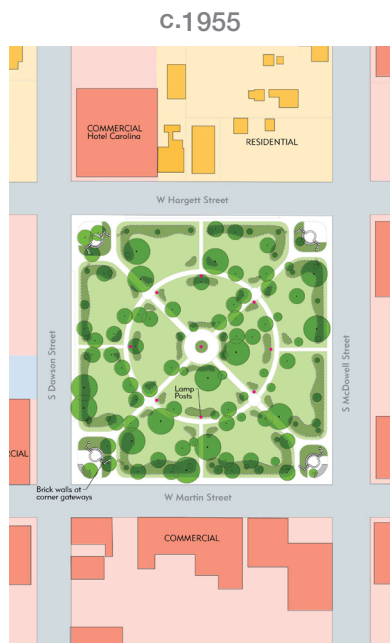 c.1955
COMMERCIAL
Hotel Carolina
RESIDENTIAL
W Hargett Street
S Dawson Street
S McDowell Street
Lamp
Posts
CIAL
Brick walls at
corner gateways
W Martin Street
COMMERCIAL